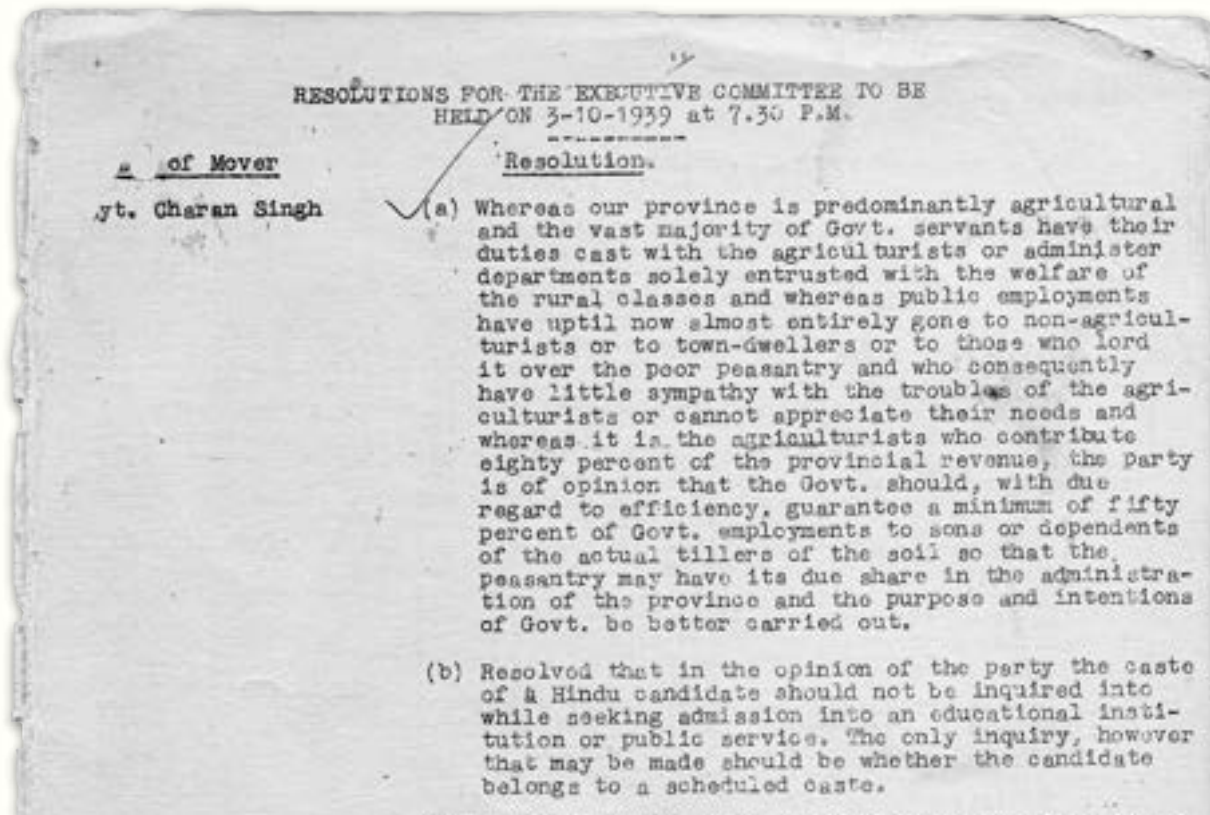 RESOLUTIONS FOR THE EXECUTIVE COMMITTEE TO BE
HELD ON 3-10-1939 at 7.30 P.M.
of Mover
Resolution.
yt. Charan Singh
(a) Whereas our province is predominantly agricultural
and the vast majority of Govt. servants have their
duties cast with the agriculturists or administer
departments solely entrusted with the welfare of
the rural classes and whereas public employments
have uptil now almost entirely gone to non-agricul-
turists or to town-dwellers or to those who lord
it over the poor peasantry and who consequently
have little sympathy with the troubles of the agri-
culturists or cannot appreciate their needs and
whereas it is the agriculturists who contribute
eighty percent of the provincial revenue, the party
is of opinion that the Govt. should, with due
regard to efficiency, guarantee a minimum of fifty
percent of Govt. employments to sons or dependents
of the actual tillers of the soil so that the
peasantry may have its due share in the administra-
tion of the province and the purpose and intentions
of Govt. be better carried out.
(b) Resolved that in the opinion of the party the caste
of a Hindu candidate should not be inquired into
while seeking admission into an educational insti-
tution or public service. The only inquiry, however
that may be made should be whether the candidate
belongs to a scheduled caste.